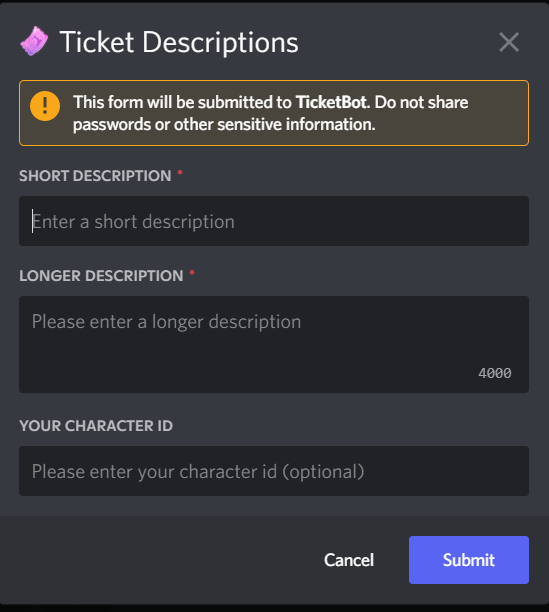 Ticket Descriptions
This form will be submitted to TicketBot. Do not share
passwords or other sensitive information.
SHORT DESCRIPTION *
Enter a short description
LONGER DESCRIPTION *
Please enter a longer description
4000
YOUR CHARACTER ID
Please enter your character id (optional)
Cancel Submit